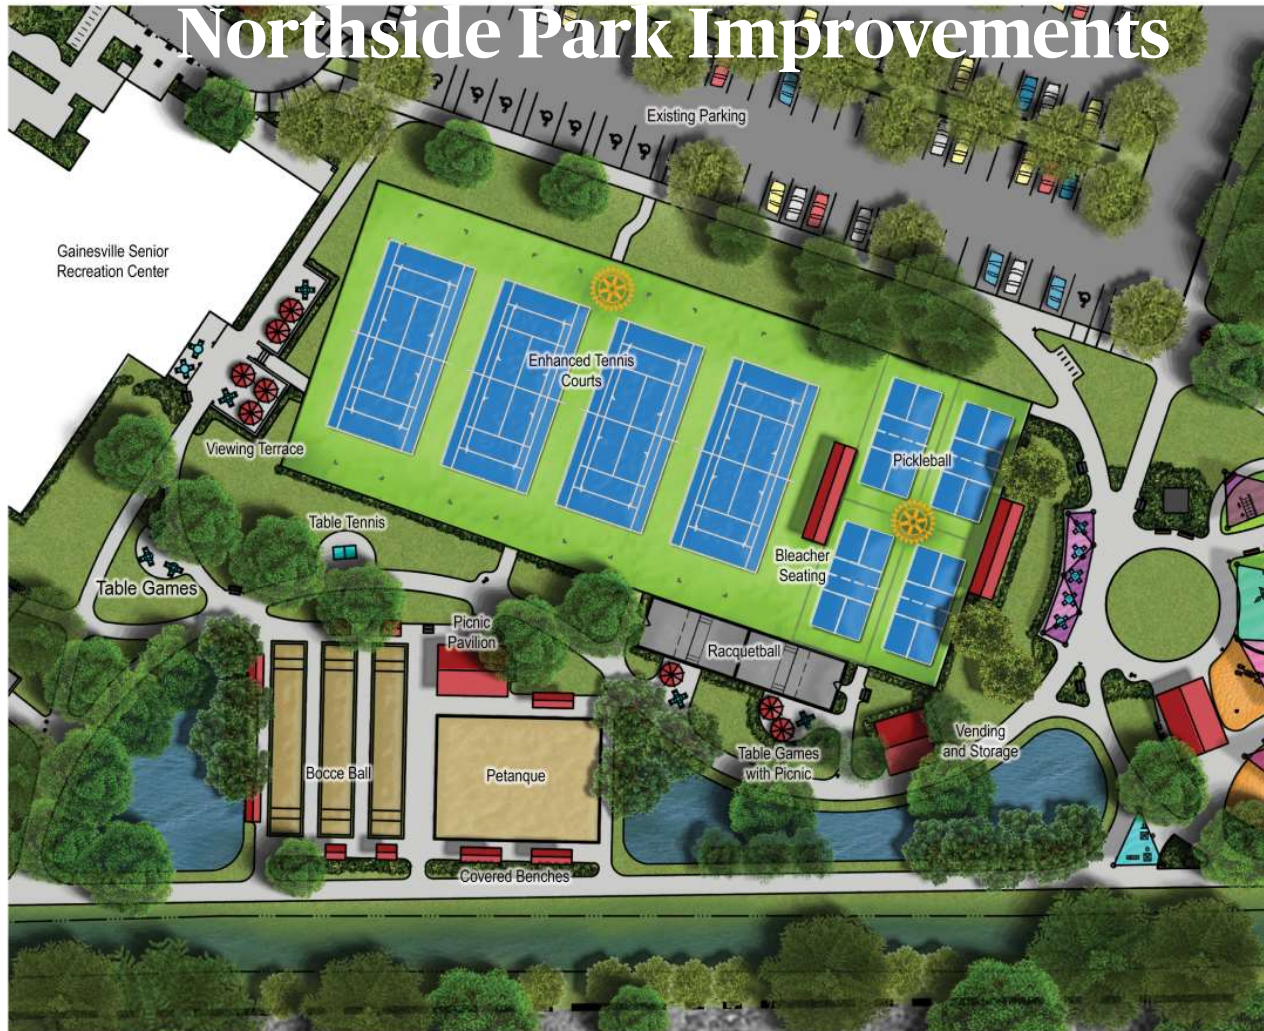 Northside Park Improvements
Existing Parking
Gainesville Senior
Recreation Center
Enhanced Tennis
Courts
Viewing Terrace
Pickleball
Table Tennis
Bleacher
Seating
Table Games
Picnic
Pavilion
Racquetball
Vending
and Storage
Table Games
with Picnic
Bocce Ball
Petanque
Covered Benches